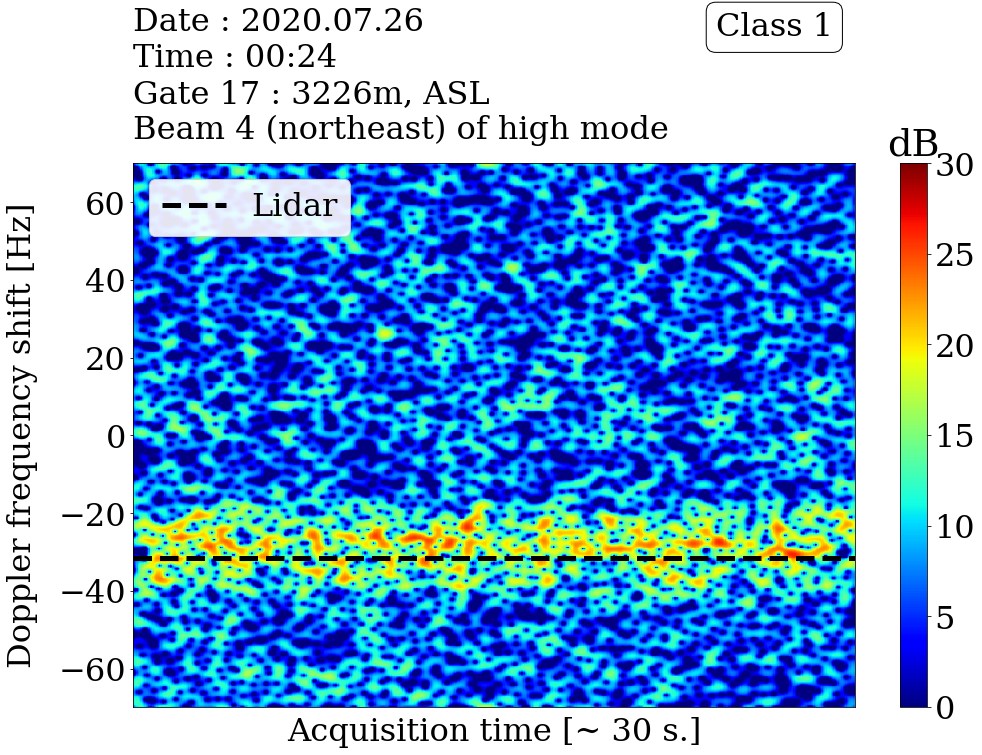 Date : 2020.07.26
Class 1
Time : 00:24
Gate 17 : 3226m, ASL
Beam 4 (northeast) of high mode
dB
Lidar
Doppler frequency shift [Hz]
60
40
20
0
−20
−40
−60
30
25
20
15
10
5
0
Acquisition time [~ 30 s.]